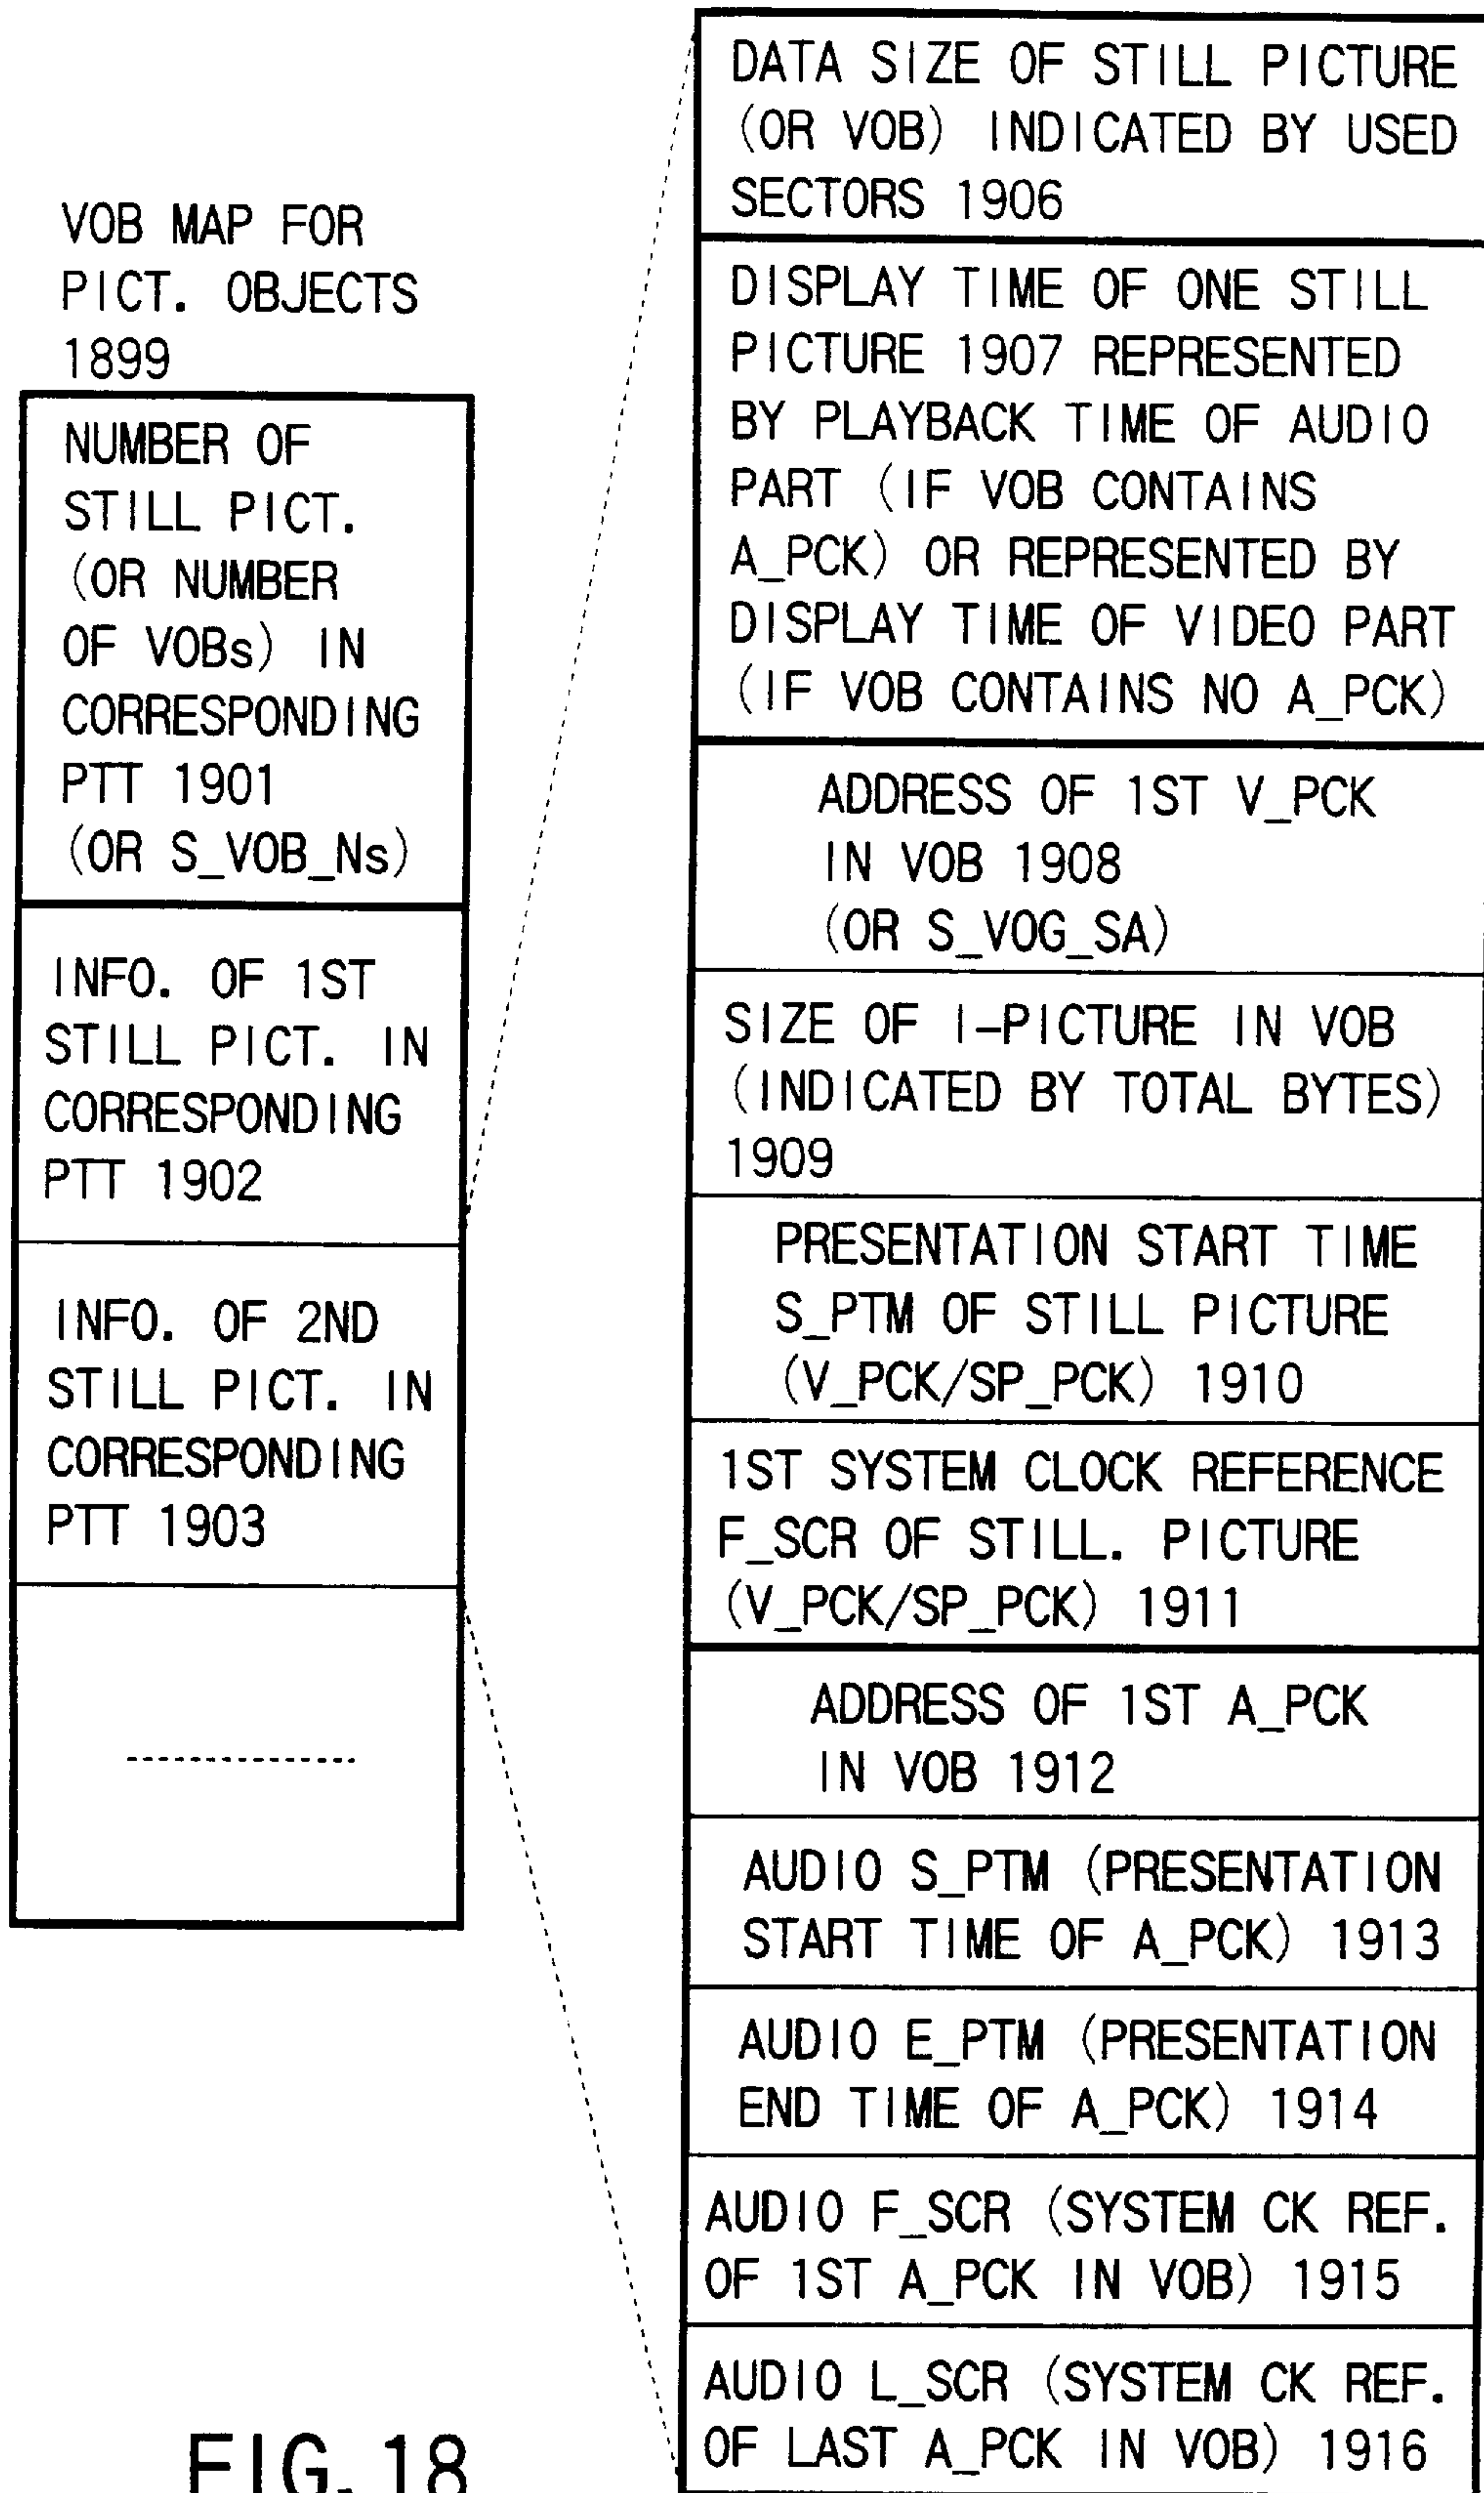 VOB MAP FOR
PICT. OBJECTS
1899
NUMBER OF
STILL PICT.
(OR NUMBER
OF VOBs) IN
CORRESPONDING
PTT 1901
(OR S_VOB_Ns)
INFO. OF 1ST
STILL PICT. IN
CORRESPONDING
PTT 1902
INFO. OF 2ND
STILL PICT. IN
CORRESPONDING
PTT 1903
DATA SIZE OF STILL PICTURE
(OR VOB) INDICATED BY USED
SECTORS 1906
DISPLAY TIME OF ONE STILL
PICTURE 1907 REPRESENTED
BY PLAYBACK TIME OF AUDIO
PART (IF VOB CONTAINS
A_PCK) OR REPRESENTED BY
DISPLAY TIME OF VIDEO PART
(IF VOB CONTAINS NO A_PCK)
ADDRESS OF 1ST V_PCK
IN VOB 1908
(OR S_VOG_SA)
SIZE OF I-PICTURE IN VOB
(INDICATED BY TOTAL BYTES)
1909
PRESENTATION START TIME
S_PTM OF STILL PICTURE
(V_PCK/SP_PCK) 1910
1ST SYSTEM CLOCK REFERENCE
F_SCR OF STILL. PICTURE
(V_PCK/SP_PCK) 1911
ADDRESS OF 1ST A_PCK
IN VOB 1912
AUDIO S_PTM (PRESENTATION
START TIME OF A_PCK) 1913
AUDIO E_PTM (PRESENTATION
END TIME OF A_PCK) 1914
AUDIO F_SCR (SYSTEM CK REF.
OF 1ST A_PCK IN VOB) 1915
AUDIO L_SCR (SYSTEM CK REF.
OF LAST A_PCK IN VOB) 1916
FIG.18